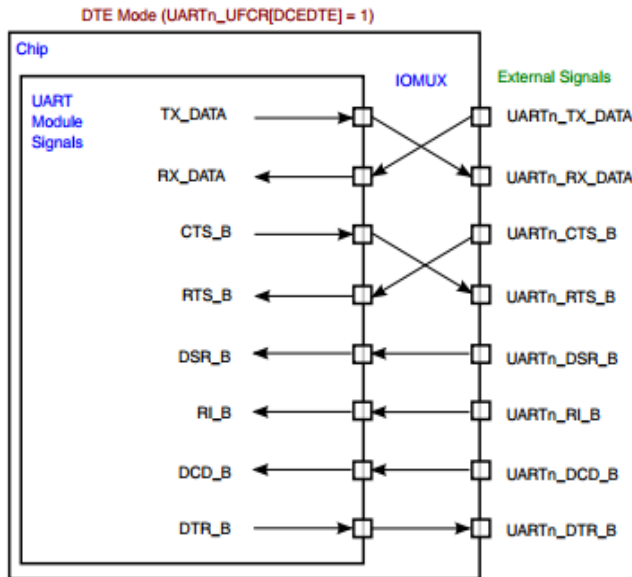 DTE Mode (UARTn_UFCR[DCEDTE] = 1)
Chip
IOMUX
External Signals
UART
Module
Signals
TX_DATA
UARTn_TX_DATA
RX_DATA
UARTn_RX_DATA
CTS_B
UARTn_CTS_B
RTS_B
UARTn_RTS_B
DSR_B
UARTn_DSR_B
RI_B
UARTn_RI_B
DCD_B
UARTn_DCD_B
DTR_B
UARTn_DTR_B